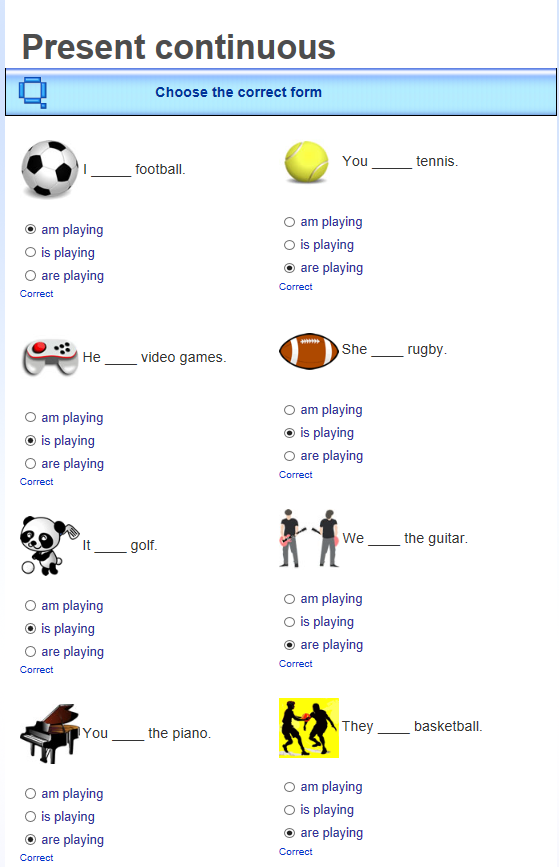 Present continuous
Choose the correct form
I _____ football.
am playing
is playing
are playing
Correct
You _____ tennis.
am playing
is playing
are playing
Correct
He ____ video games.
am playing
is playing
are playing
Correct
She ____ rugby.
am playing
is playing
are playing
Correct
It ____ golf.
am playing
is playing
are playing
Correct
We ____ the guitar.
am playing
is playing
are playing
Correct
You ____ the piano.
am playing
is playing
are playing
Correct
They ____ basketball.
am playing
is playing
are playing
Correct